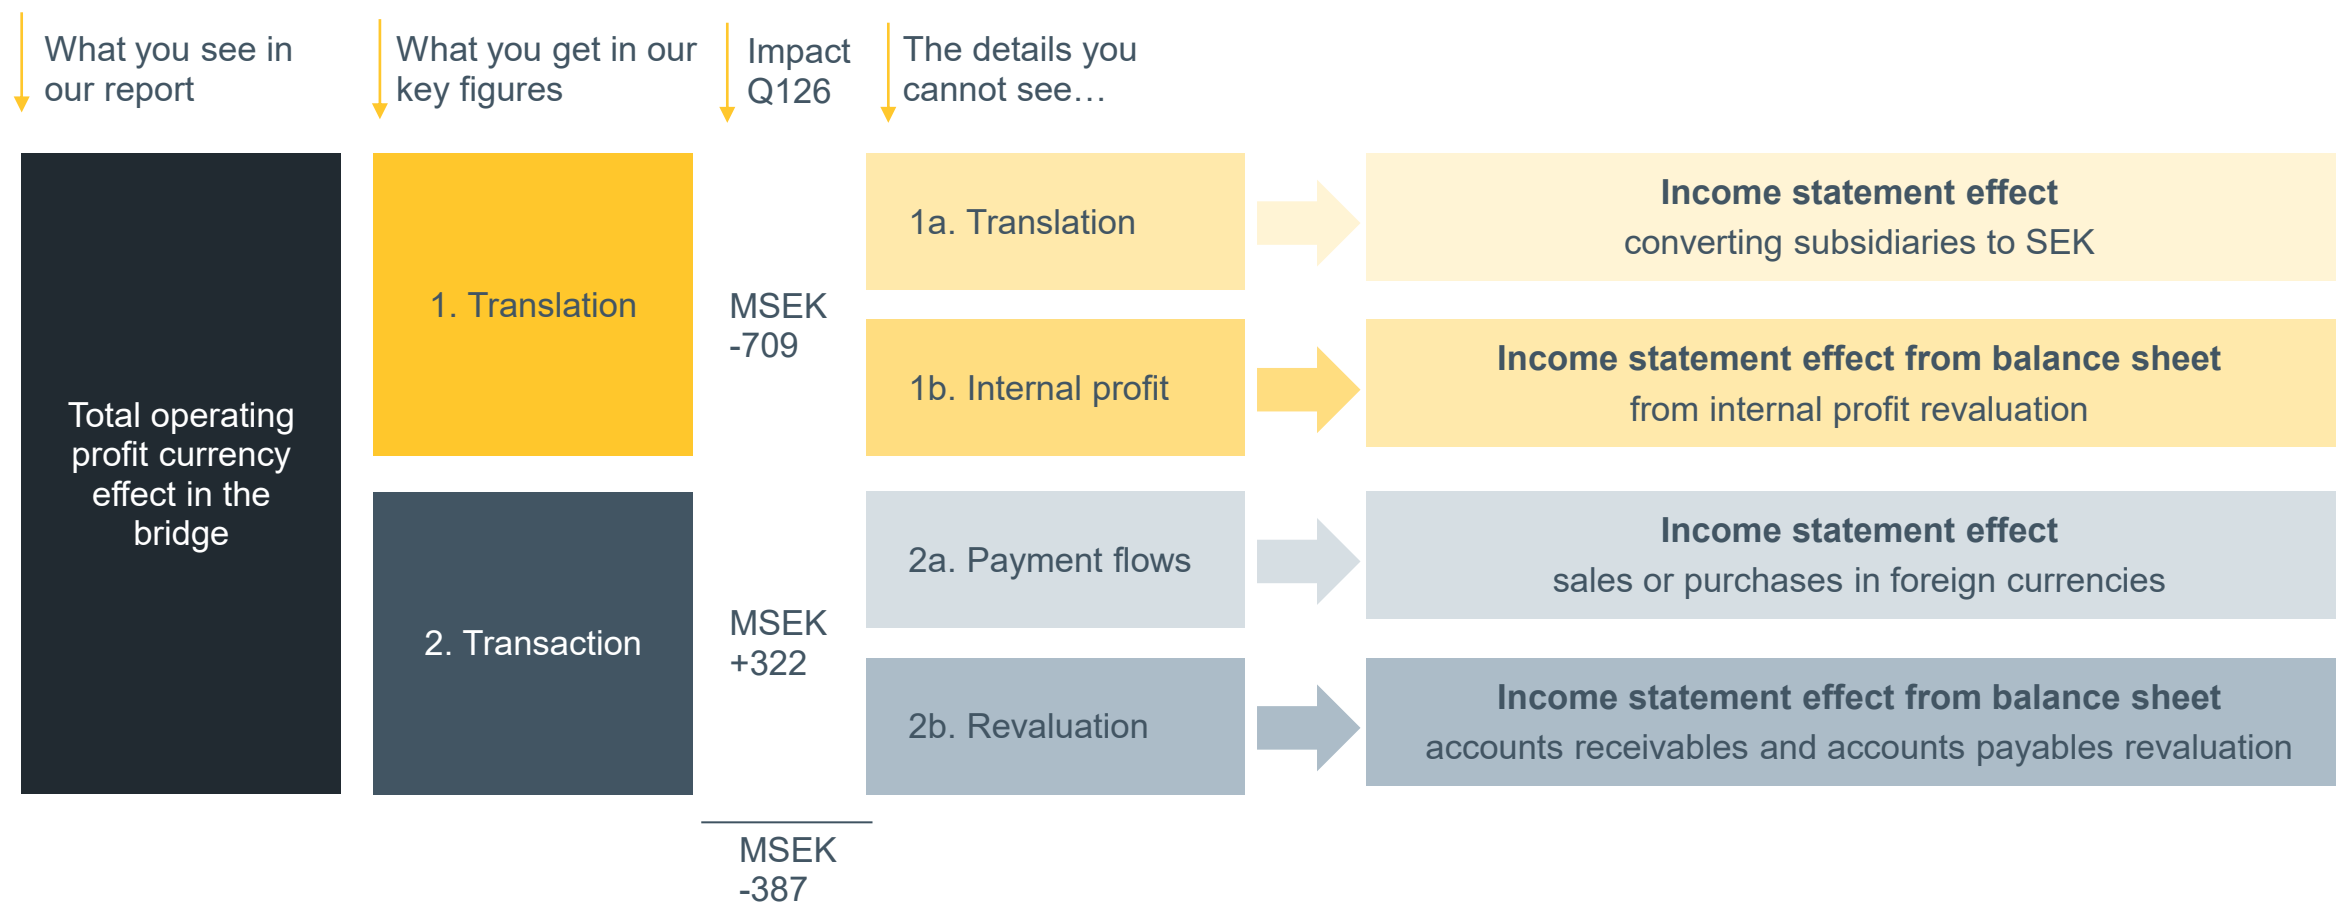 What you see in
our report
What you get in our
key figures
Impact
Q126
The details you
cannot see…
Total operating
profit currency
effect in the
bridge
1. Translation
MSEK
-709
1a. Translation
Income statement effect
converting subsidiaries to SEK
1b. Internal profit
Income statement effect from balance sheet
from internal profit revaluation
2. Transaction
MSEK
+322
2a. Payment flows
Income statement effect
sales or purchases in foreign currencies
2b. Revaluation
Income statement effect from balance sheet
accounts receivables and accounts payables revaluation
MSEK
-387